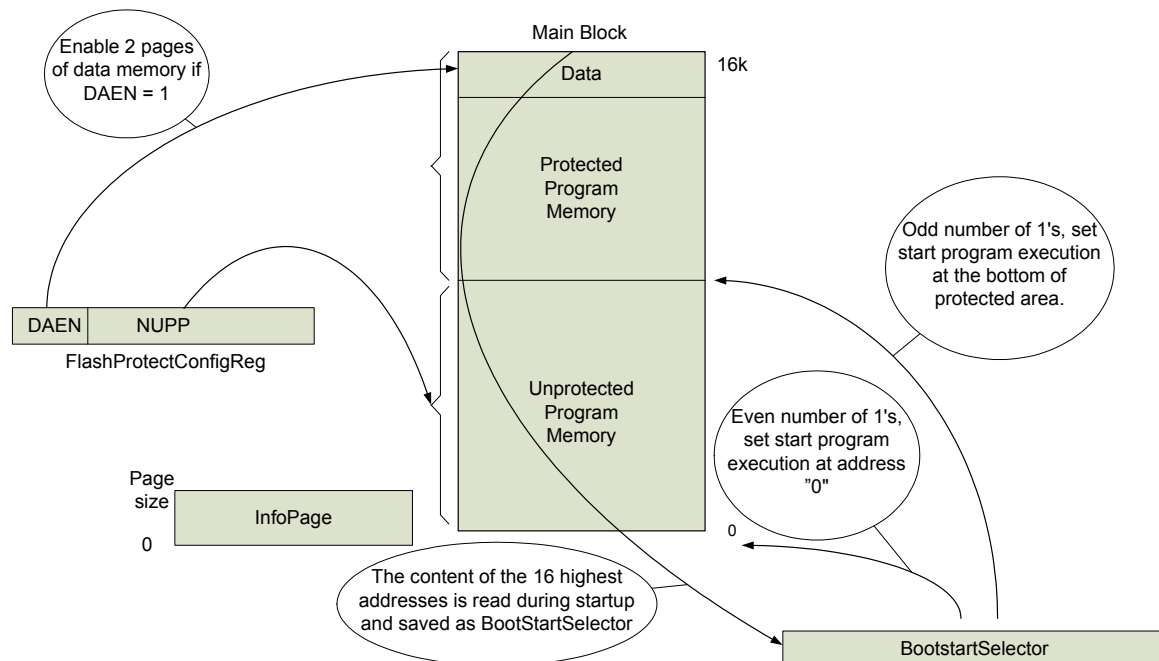 Main Block
16k
Enable 2 pages
of data memory if
DAEN = 1
Data
Protected
Program
Memory
Odd number of 1's, set
start program execution
at the bottom of
protected area.
DAEN
NUPP
FlashProtectConfigReg
Unprotected
Program
Memory
Even number of 1's,
set start program
execution at address
”0"
Page
size
0
InfoPage
0
The content of the 16 highest
addresses is read during startup
and saved as BootStartSelector
BootstartSelector